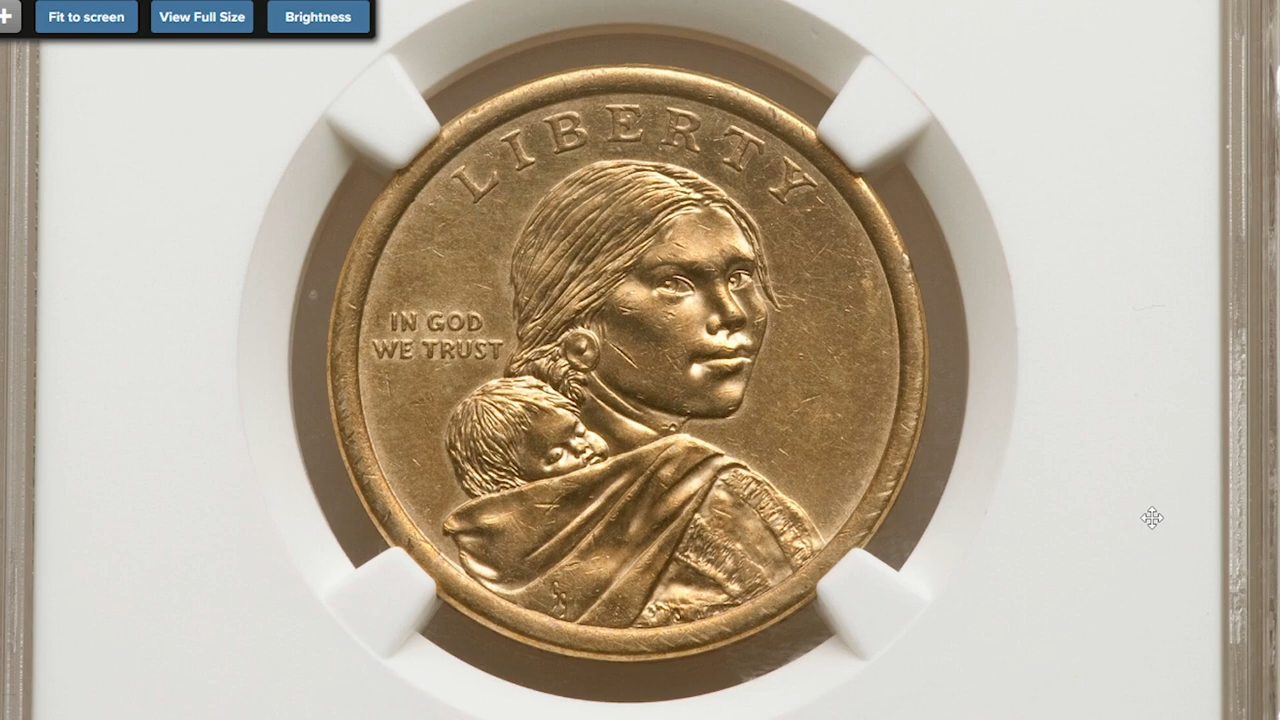 Fit to screen
View Full Size
Brightness
LIBERTY
IN GOD
WE TRUST